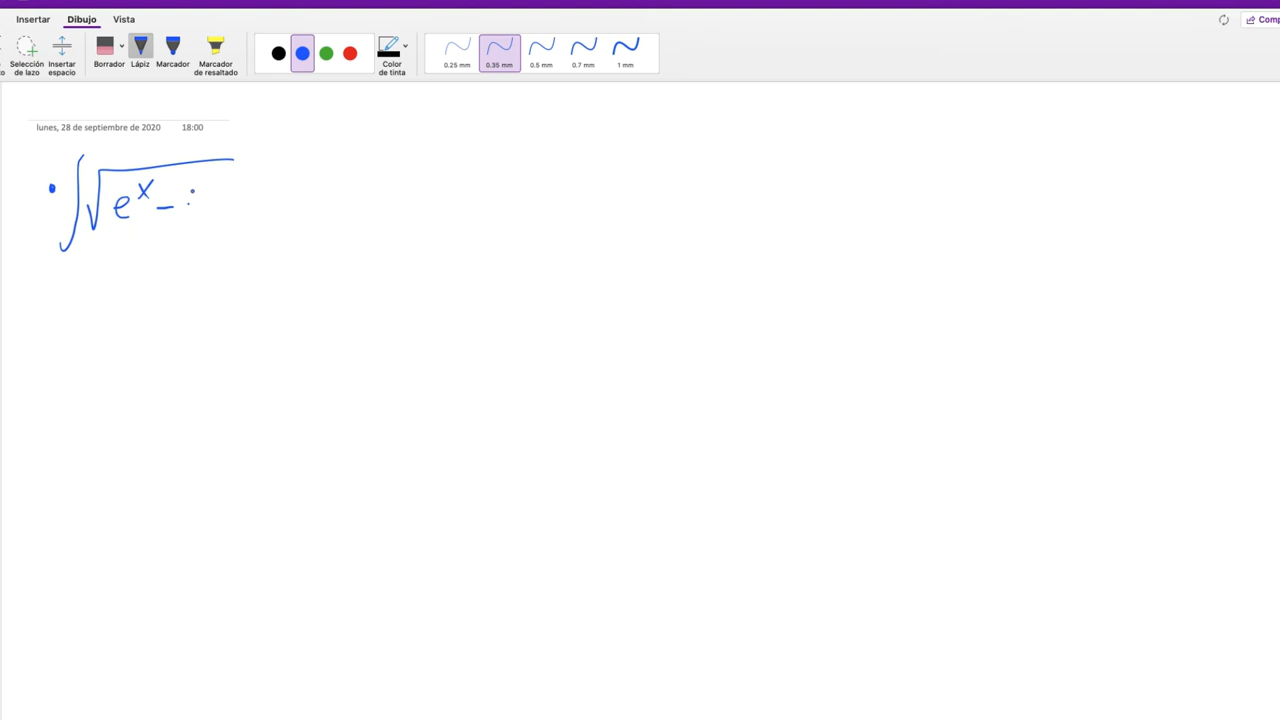 Insertar Dibujo Vista Comp
Selección de lazo
Insertar espacio
Borrador
Lápiz
Marcador
Marcador de resaltado
Color de tinta
0.25 mm 0.35 mm 0.5 mm 0.7 mm 1 mm
lunes, 28 de septiembre de 2020 18:00
• ∫√(e^x -